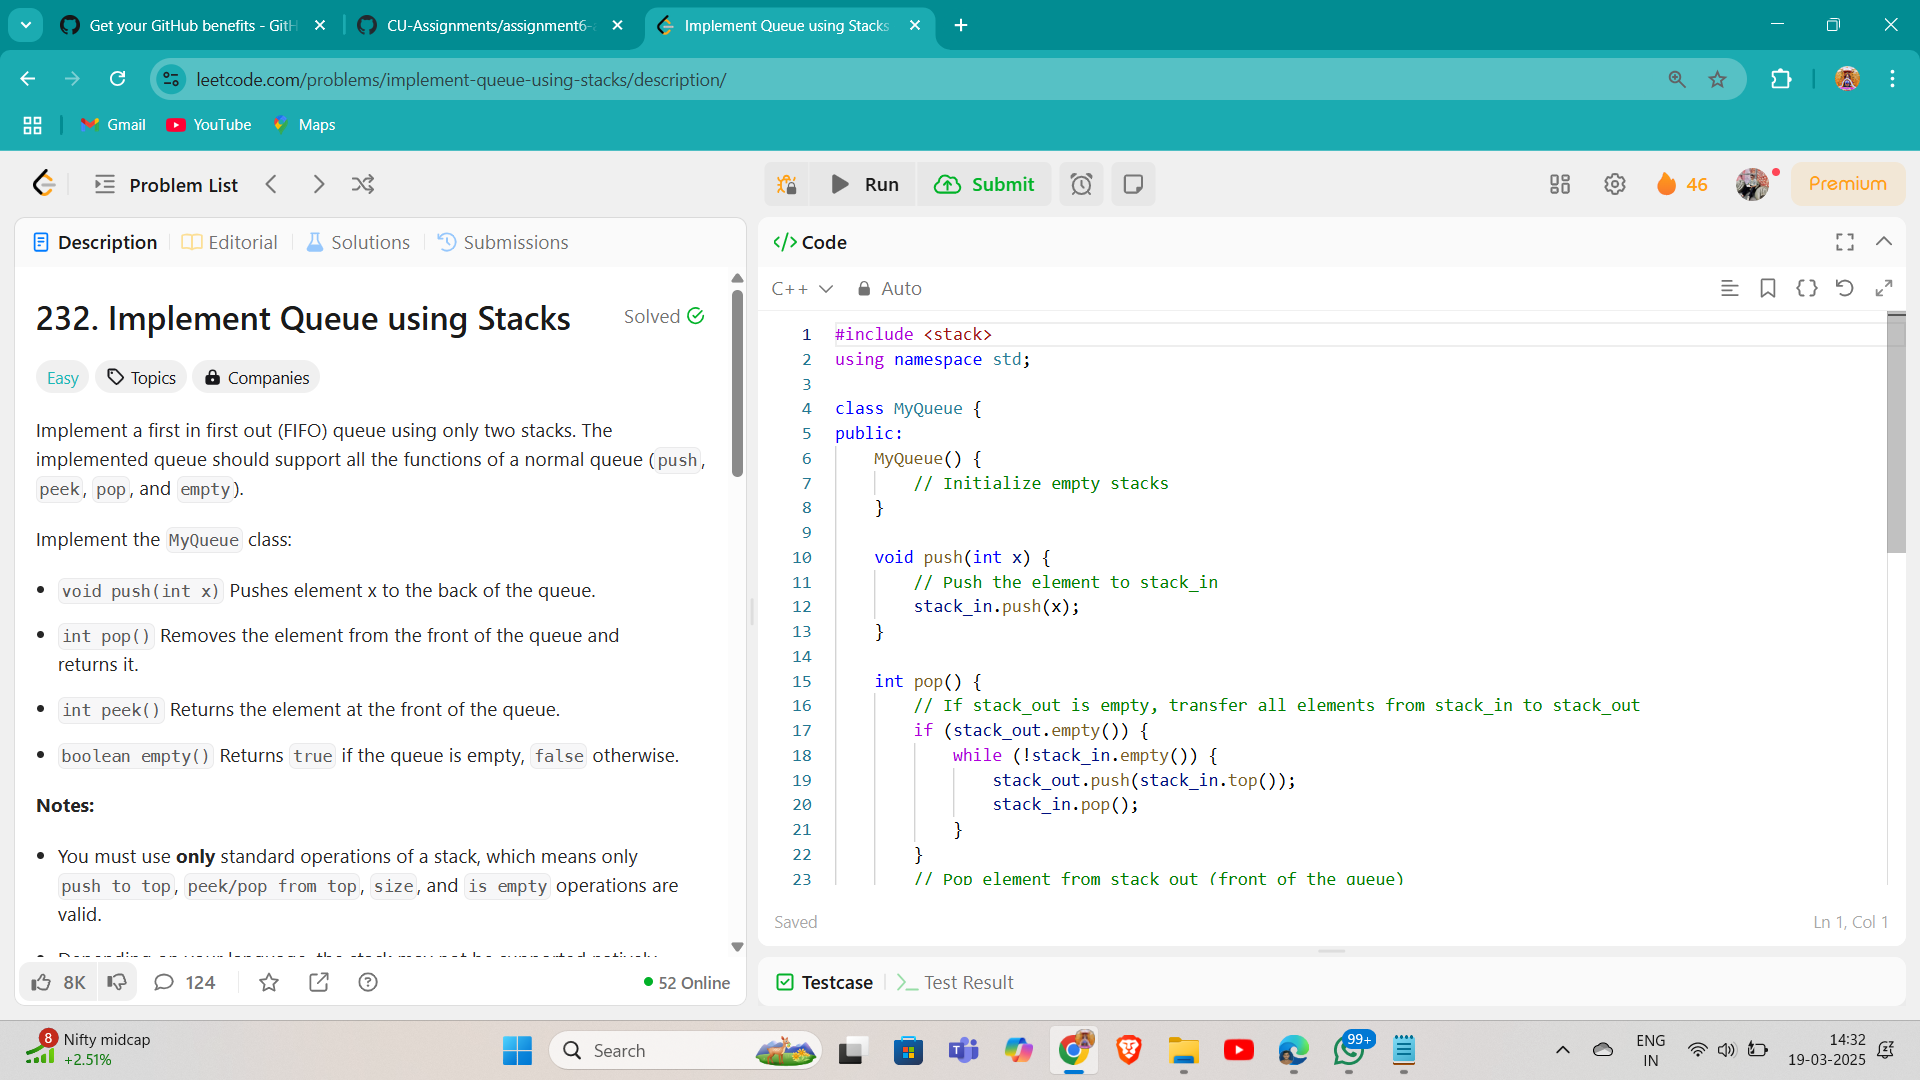 Get your GitHub benefits - GitH
CU-Assignments/assignment6-
Implement Queue using Stacks
leetcode.com/problems/implement-queue-using-stacks/description/
Gmail
YouTube
Maps
Problem List
Run
Submit
46
Premium
Description
Editorial
Solutions
Submissions
232. Implement Queue using Stacks
Solved
Easy
Topics
Companies
Implement a first in first out (FIFO) queue using only two stacks. The
implemented queue should support all the functions of a normal queue (push,
peek, pop, and empty).
Implement the MyQueue class:
• void push(int x) Pushes element x to the back of the queue.
• int pop() Removes the element from the front of the queue and
returns it.
• int peek() Returns the element at the front of the queue.
• boolean empty() Returns true if the queue is empty, false otherwise.
Notes:
• You must use only standard operations of a stack, which means only
push to top, peek/pop from top, size, and is empty operations are
valid.
• Depending on your language, the stack may not be supported natively.
8K
124
52 Online
</> Code
C++
Auto
1 #include <stack>
2 using namespace std;
3
4 class MyQueue {
5 public:
6 MyQueue() {
7 // Initialize empty stacks
8 }
9
10 void push(int x) {
11 // Push the element to stack_in
12 stack_in.push(x);
13 }
14
15 int pop() {
16 // If stack_out is empty, transfer all elements from stack_in to stack_out
17 if (stack_out.empty()) {
18 while (!stack_in.empty()) {
19 stack_out.push(stack_in.top());
20 stack_in.pop();
21 }
22 }
23 // Pop element from stack_out (front of the queue)
Saved
Ln 1, Col 1
Testcase
Test Result
8
Nifty midcap
+2.51%
Search
99+
ENG
IN
14:32
19-03-2025